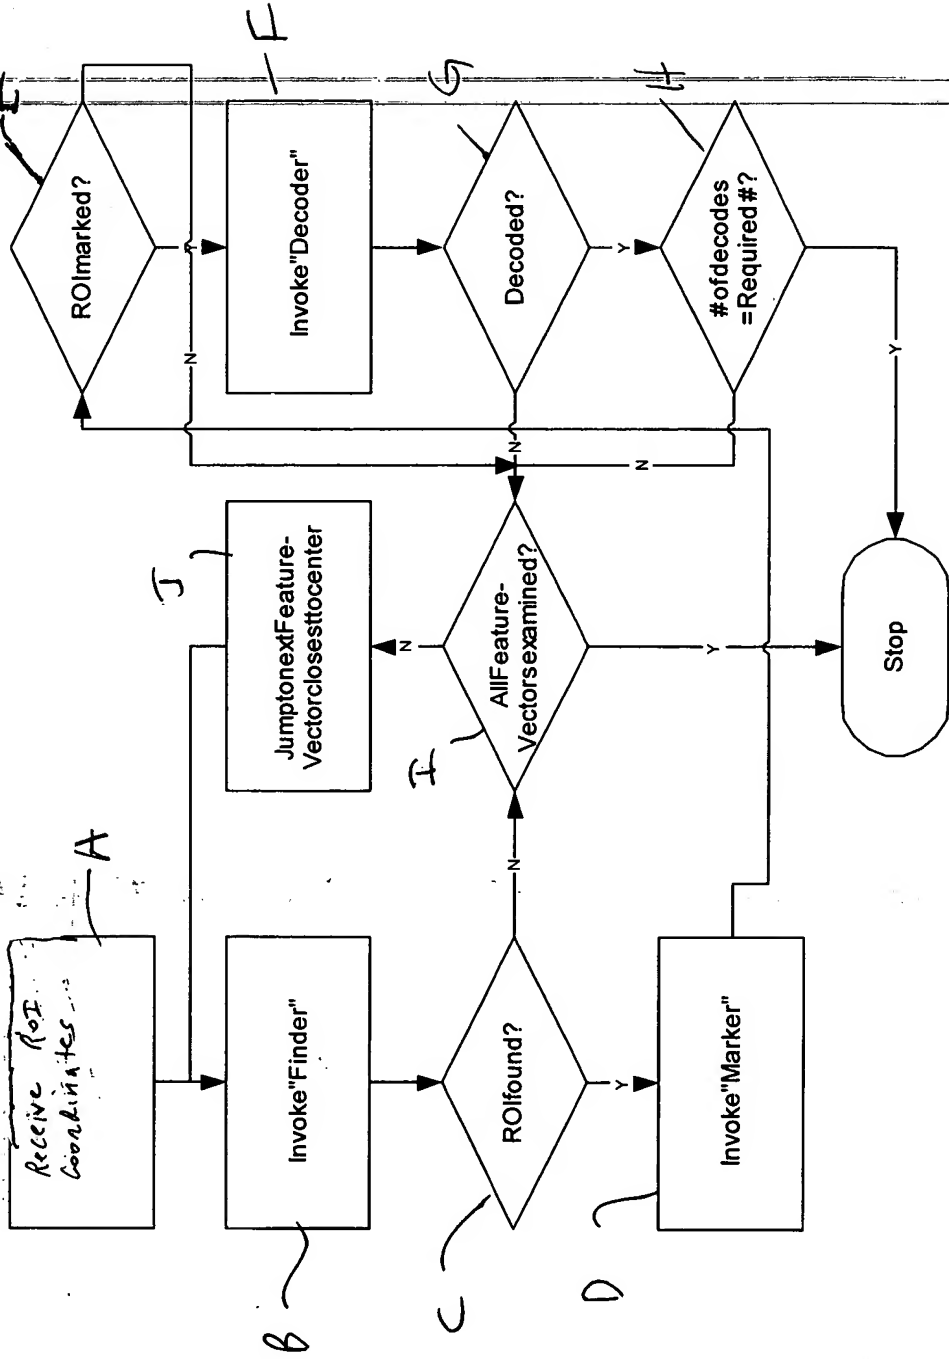 Receive ROI
Coordinates
A
Invoke"Finder"
B
ROIfound?
C
N
Y
Invoke"Marker"
D
JumptonextFeature-
Vectorclosesttocenter
J
N
AllFeature-
Vectorsexamined?
I
Y
Stop
ROImarked?
E
N
Invoke"Decoder"
F
Decoded?
G
N
Y
#ofdecodes
=Required#?
H
N
Y